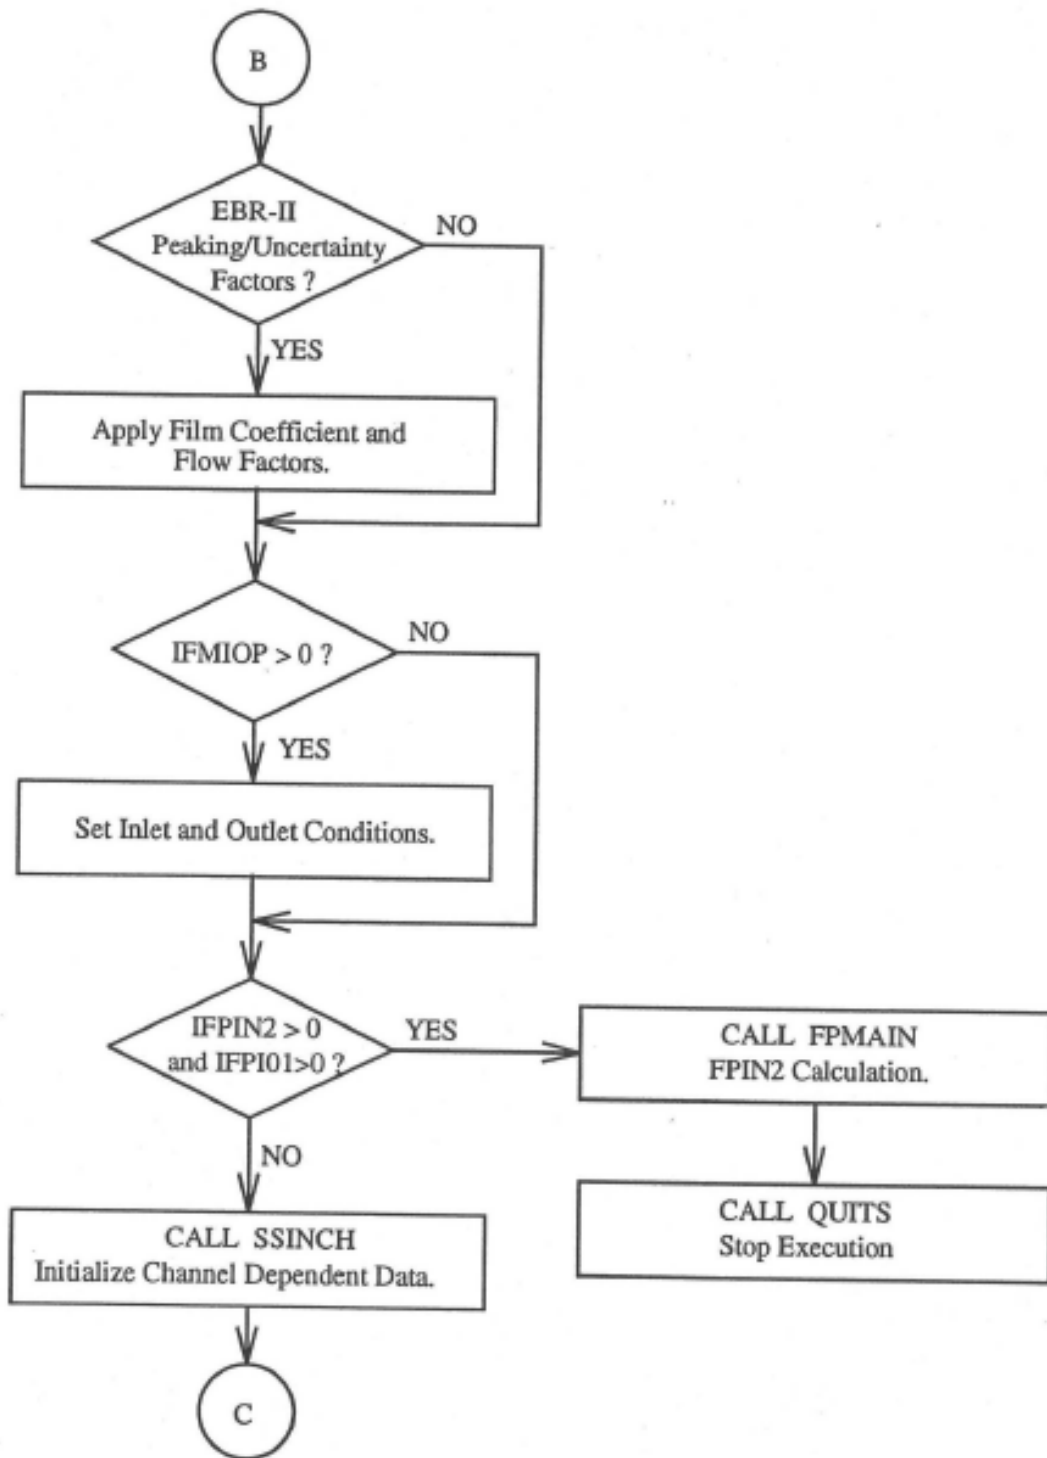 B
EBR-II
Peaking/Uncertainty
Factors ?
NO
YES
Apply Film Coefficient and
Flow Factors.
IFMIOP > 0 ?
NO
YES
Set Inlet and Outlet Conditions.
IFPIN2 > 0
and IFPI01>0 ?
YES
CALL FPMAIN
FPIN2 Calculation.
NO
CALL QUITS
Stop Execution
CALL SSINCH
Initialize Channel Dependent Data.
C